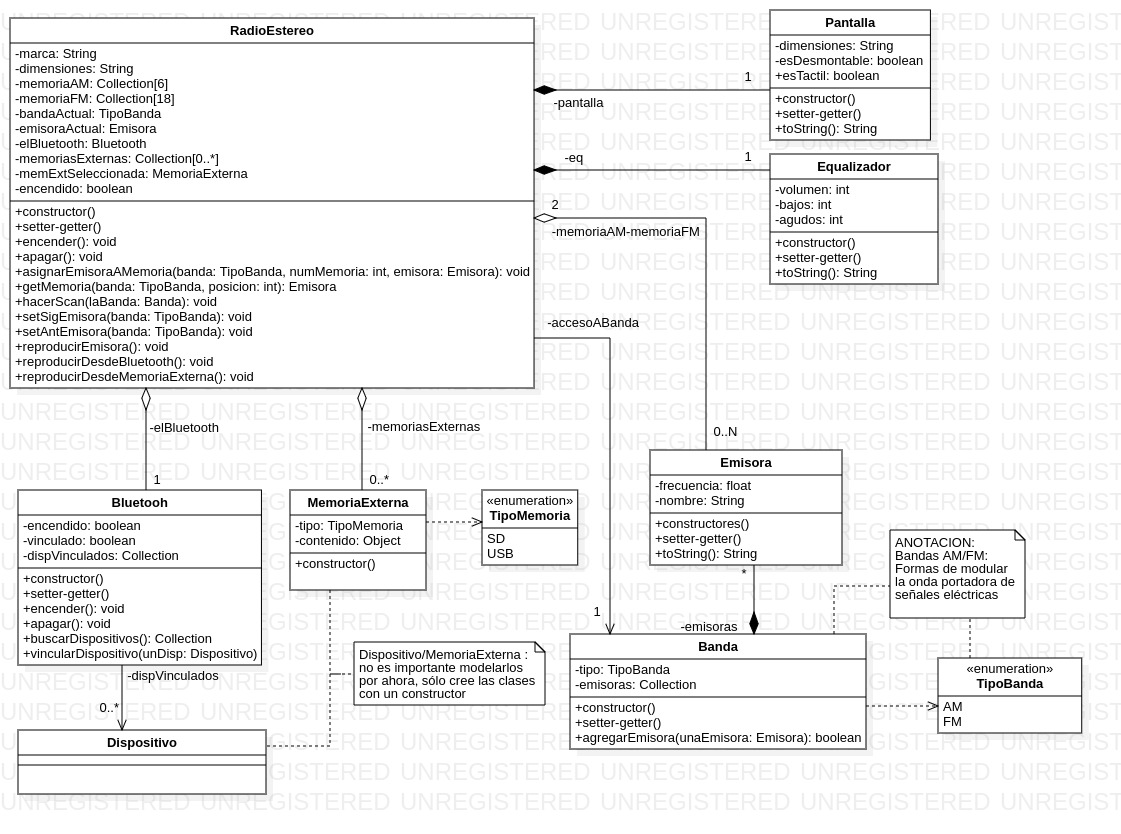 RadioEstereo
-marca: String
-dimensiones: String
-memoriaAM: Collection[6]
-memoriaFM: Collection[18]
-bandaActual: TipoBanda
-emisoraActual: Emisora
-elBluetooth: Bluetooth
-memoriasExternas: Collection[0..*]
-memExtSeleccionada: MemoriaExterna
-encendido: boolean
+constructor()
+setter-getter()
+encender(): void
+apagar(): void
+asignarEmisoraAMemoria(banda: TipoBanda, numMemoria: int, emisora: Emisora): void
+getMemoria(banda: TipoBanda, posicion: int): Emisora
+hacerScan(laBanda: Banda): void
+setSigEmisora(banda: TipoBanda): void
+setAntEmisora(banda: TipoBanda): void
+reproducirEmisora(): void
+reproducirDesdeBluetooth(): void
+reproducirDesdeMemoriaExterna(): void
Pantalla
-dimensiones: String
-esDesmontable: boolean
+esTactil: boolean
+constructor()
+setter-getter()
+toString(): String
1
-pantalla
Equalizador
-volumen: int
-bajos: int
-agudos: int
+constructor()
+setter-getter()
+toString(): String
-eq
1
2
-memoriaAM-memoriaFM
0..N
-accesoABanda
1
-elBluetooth
1
-memoriasExternas
0..*
Bluetooh
-encendido: boolean
-vinculado: boolean
-dispVinculados: Collection
+constructor()
+setter-getter()
+encender(): void
+apagar(): void
+buscarDispositivos(): Collection
+vincularDispositivo(unDisp: Dispositivo)
MemoriaExterna
-tipo: TipoMemoria
-contenido: Object
+constructor()
«enumeration»
TipoMemoria
SD
USB
Emisora
-frecuencia: float
-nombre: String
+constructores()
+setter-getter()
+toString(): String
*
-emisoras
ANOTACION:
Bandas AM/FM:
Formas de modular
la onda portadora de
señales eléctricas
Dispositivo/MemoriaExterna :
no es importante modelarlos
por ahora, sólo cree las clases
con un constructor
Banda
-tipo: TipoBanda
-emisoras: Collection
+constructor()
+setter-getter()
+agregarEmisora(unaEmisora: Emisora): boolean
«enumeration»
TipoBanda
AM
FM
-dispVinculados
0..*
Dispositivo